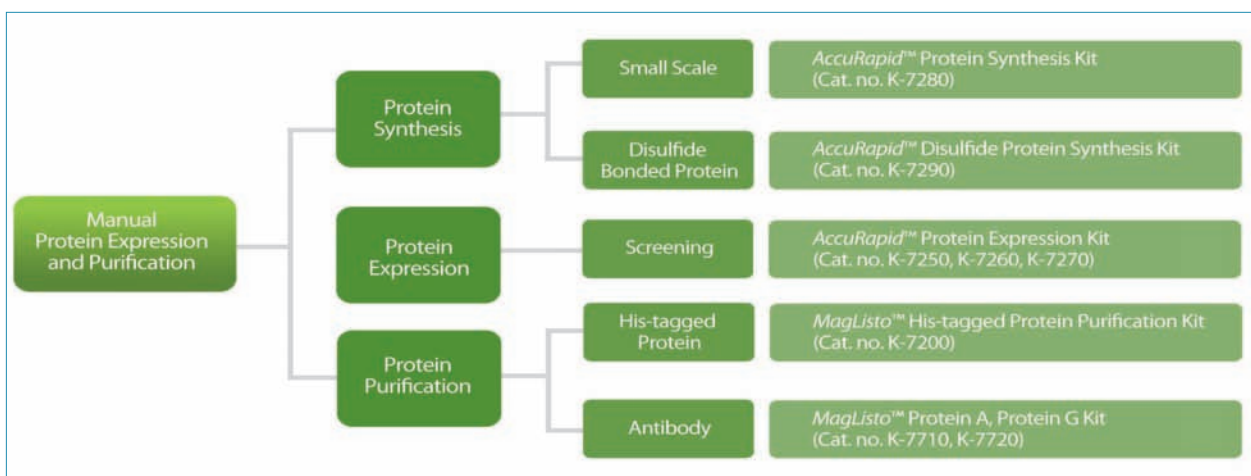 Manual
Protein Expression
and Purification
Protein
Synthesis
Small Scale
AccuRapid™ Protein Synthesis Kit
(Cat. no. K-7280)
Disulfide
Bonded Protein
AccuRapid™ Disulfide Protein Synthesis Kit
(Cat. no. K-7290)
Protein
Expression
Screening
AccuRapid™ Protein Expression Kit
(Cat. no. K-7250, K-7260, K-7270)
Protein
Purification
His-tagged
Protein
MagListo™ His-tagged Protein Purification Kit
(Cat. no. K-7200)
Antibody
MagListo™ Protein A, Protein G Kit
(Cat. no. K-7710, K-7720)